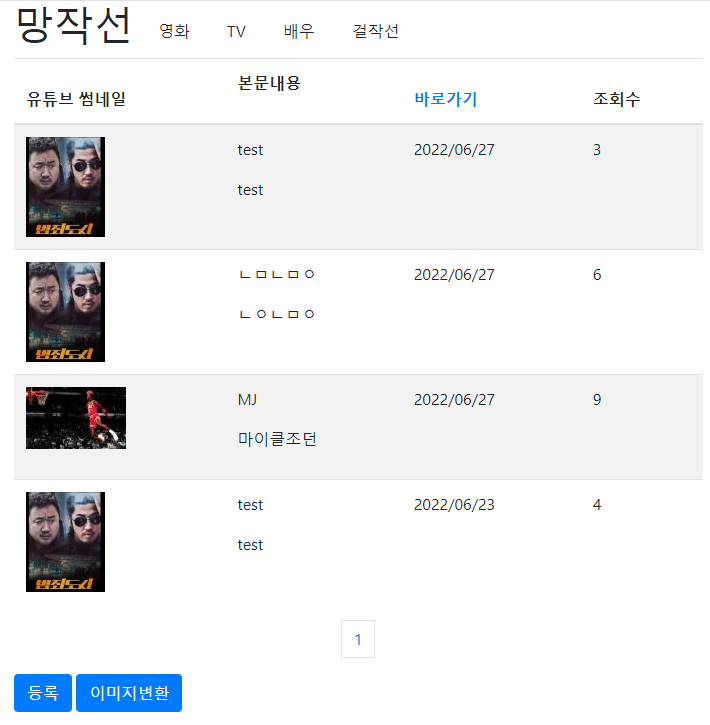 망작선 영화 TV 배우 걸작선
유튜브 썸네일 본문내용 바로가기 조회수
범죄도시 test 2022/06/27 3
test
범죄도시 ㄴㅁㄴㅁㅇ 2022/06/27 6
ㄴㅇㄴㅁㅇ
MJ 2022/06/27 9
마이클조던
범죄도시 test 2022/06/23 4
test
1
등록 이미지변환